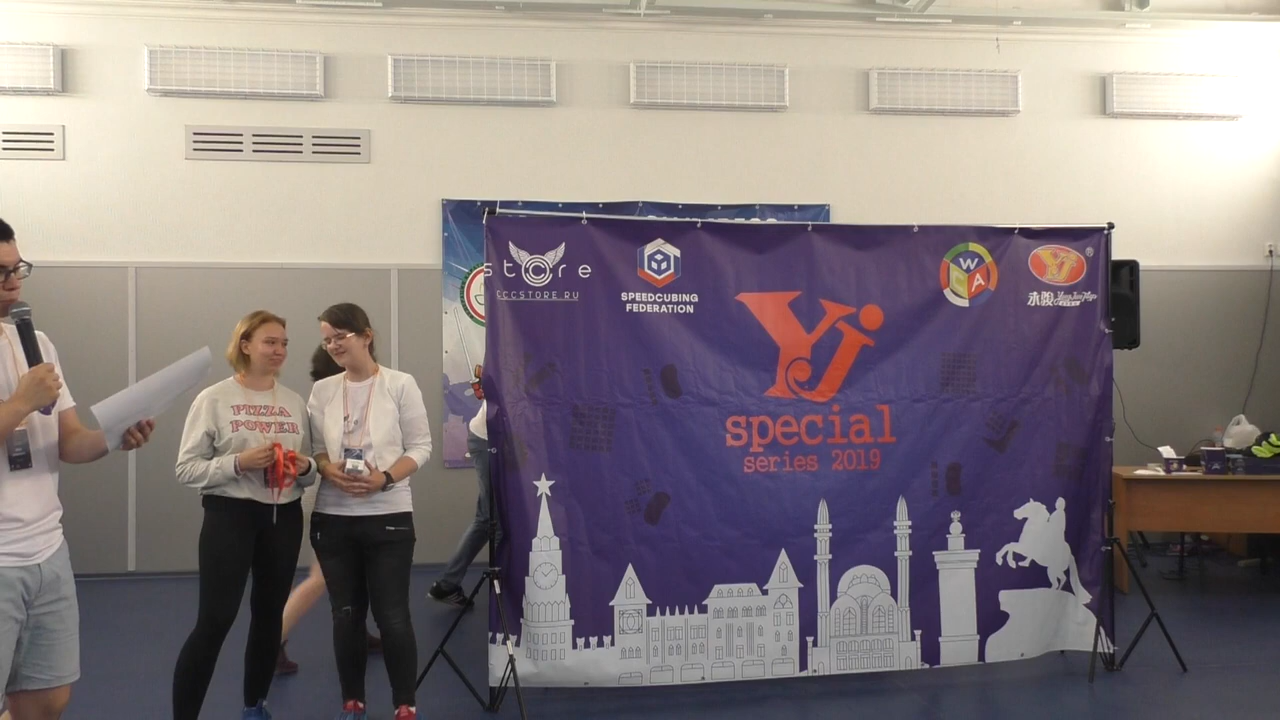 store
CCCSTORE.RU
SPEEDCUBING
FEDERATION
WCA
YJ
®
永骏
YJ
special
series 2019
PIZZA
POWER